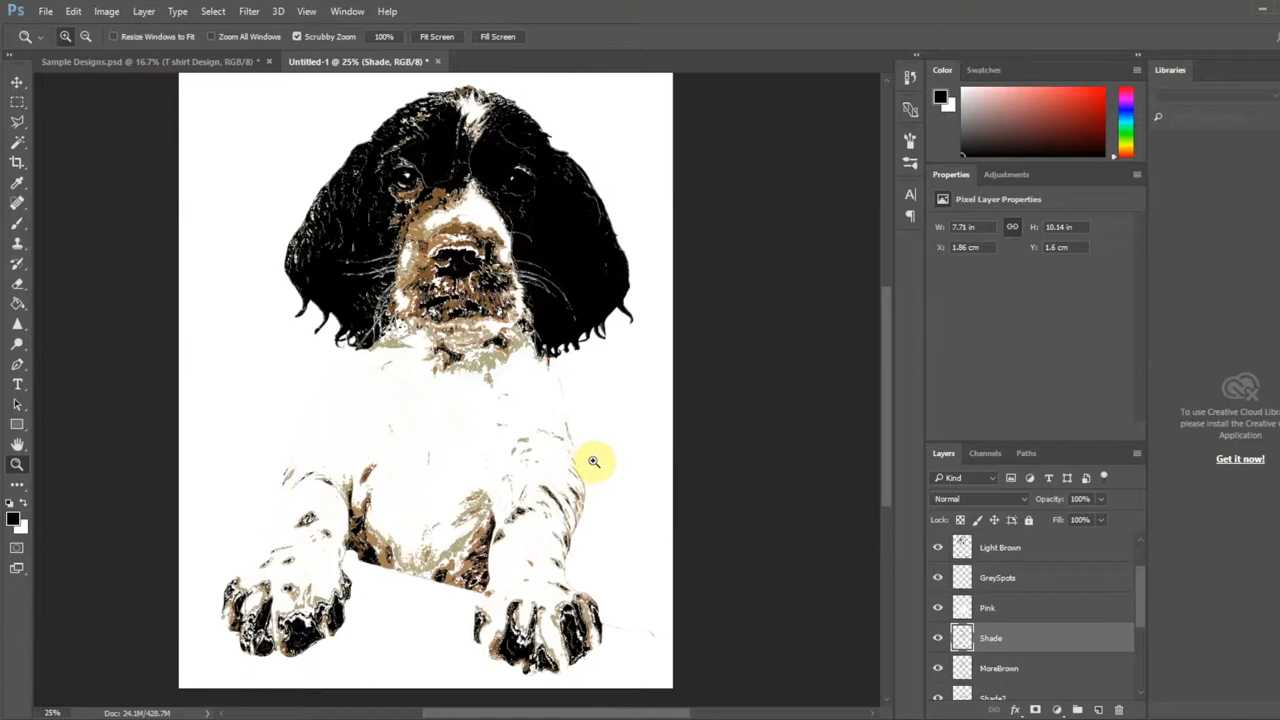 Ps File Edit Image Layer Type Select Filter 3D View Window Help
Resize Windows to Fit Zoom All Windows Scrubby Zoom 100% Fit Screen Fill Screen
Sample Designs.psd @ 16.7% (T shirt Design, RGB/8) * × Untitled-1 @ 25% (Shade, RGB/8) * ×
Color Swatches
Libraries
Properties Adjustments
Pixel Layer Properties
W: 7.71 in H: 10.14 in
X: 1.86 cm Y: 1.6 cm
To use Creative Cloud Libr
please install the Creative C
Application
Get it now!
Layers Channels Paths
Kind
Normal Opacity: 100%
Lock: Fill: 100%
Light Brown
GreySpots
Pink
Shade
MoreBrown
Shade2
25% Doc: 24.1M/428.7M